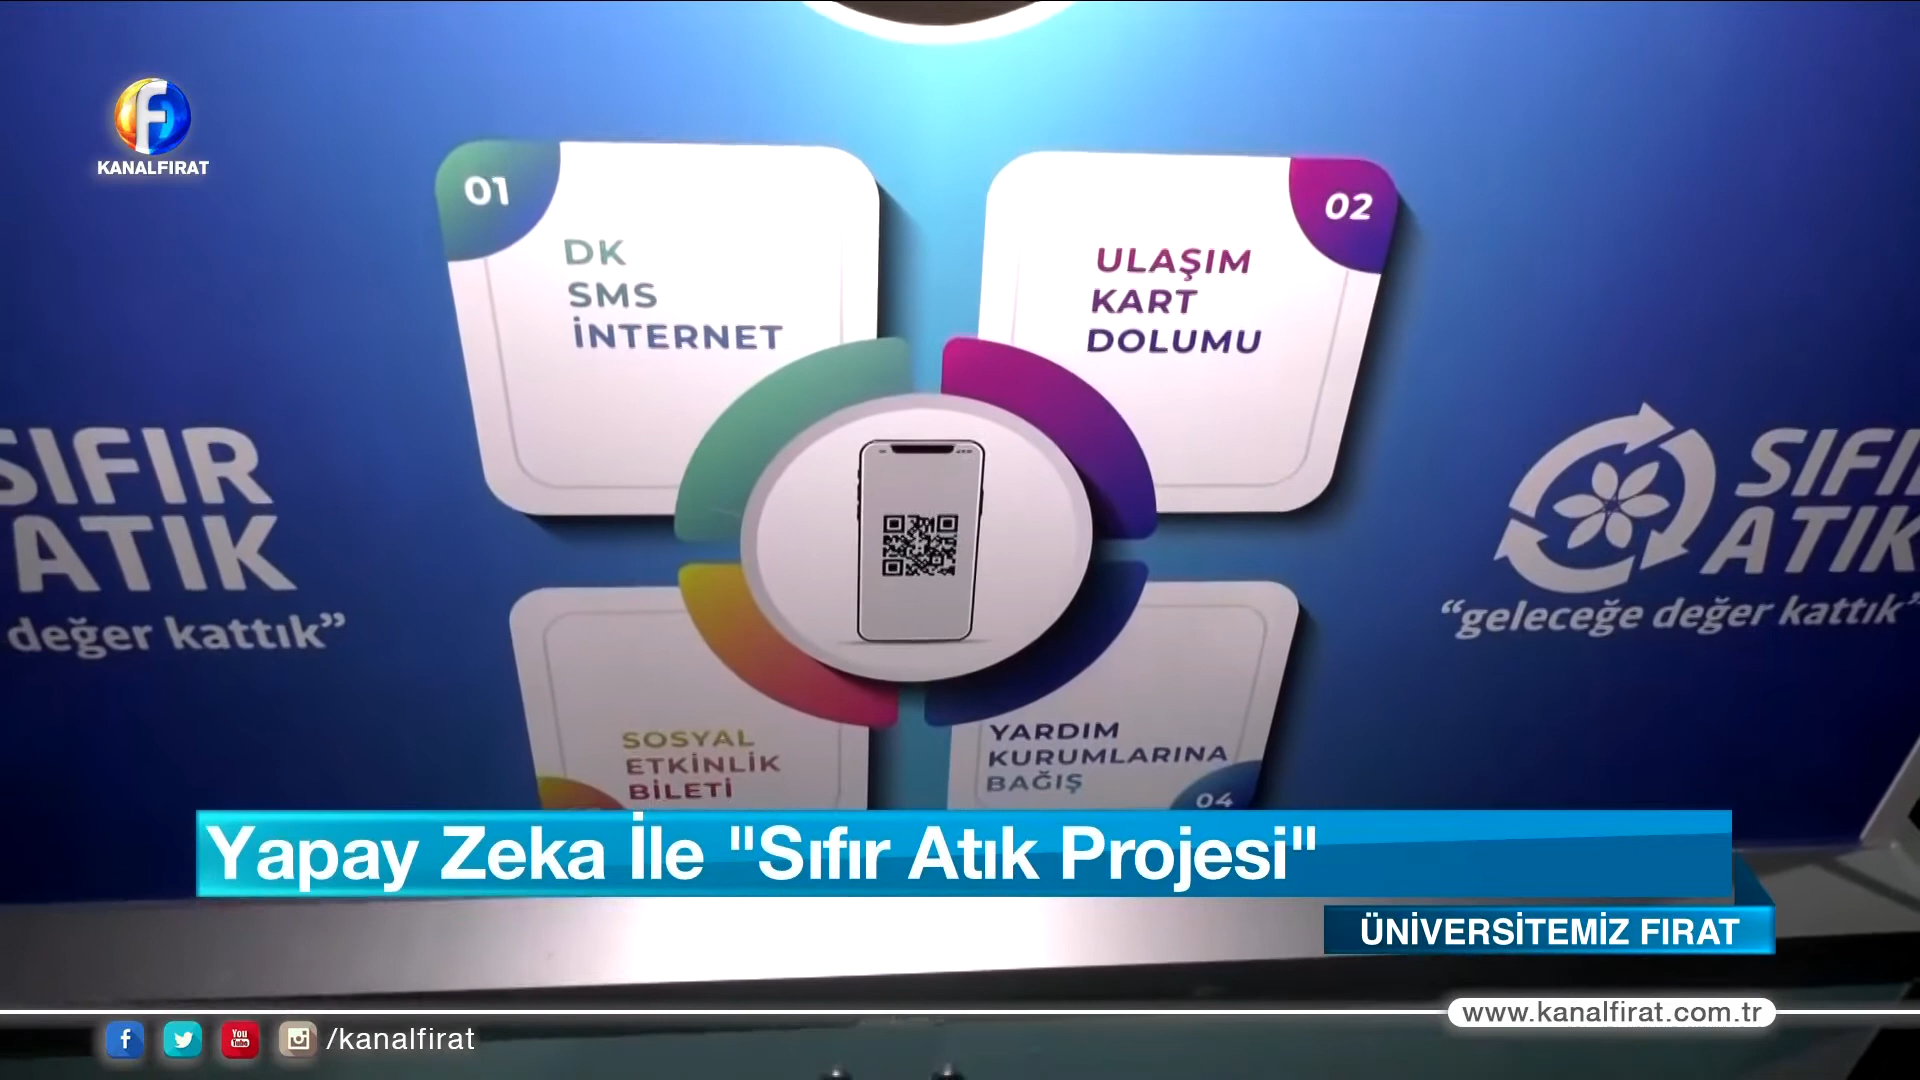 KANALFIRAT
01
DK
SMS
İNTERNET
02
ULAŞIM
KART
DOLUMU
SIFIR
ATIK
değer kattık”
ATIK
“geleceğe değer kattık”
SOSYAL
ETKİNLİK
BİLETİ
YARDIM
KURUMLARINA
BAĞIŞ
04
Yapay Zeka İle "Sıfır Atık Projesi"
ÜNİVERSİTEMİZ FIRAT
www.kanalfirat.com.tr
/kanalfirat